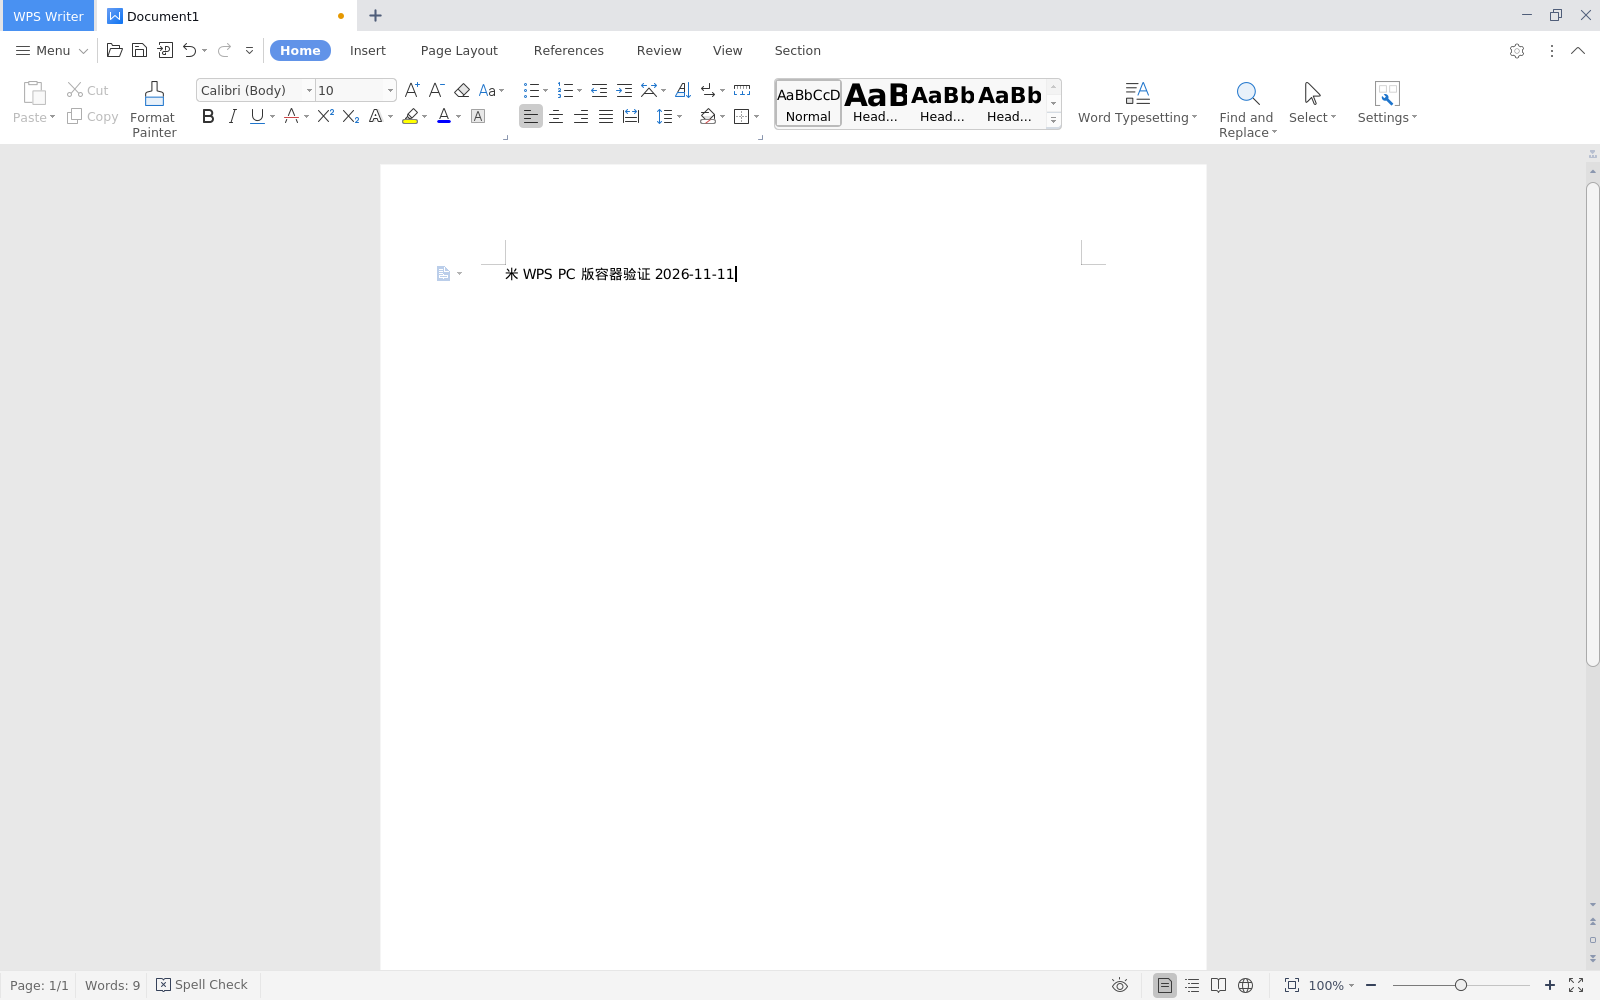 WPS Writer
Document1
Menu
Home
Insert
Page Layout
References
Review
View
Section
Paste
Cut
Copy
Format Painter
Calibri (Body)
10
AaBbCcD
Normal
AaB
Head...
AaBb
Head...
AaBb
Head...
Word Typesetting
Find and Replace
Select
Settings
米 WPS PC 版容器验证 2026-11-11
Page: 1/1
Words: 9
Spell Check
100%